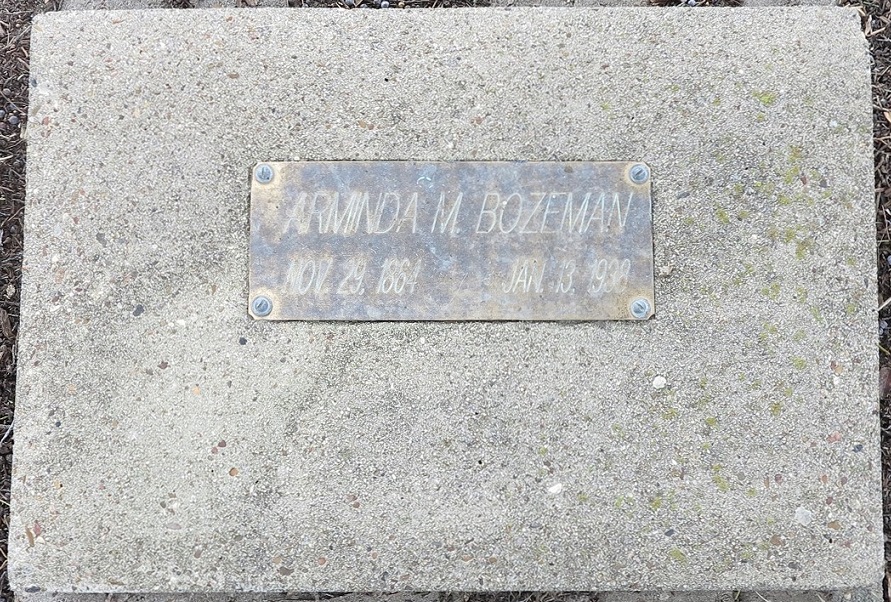 ARMINDA M. BOZEMAN
NOV. 29, 1864 JAN. 13, 1938